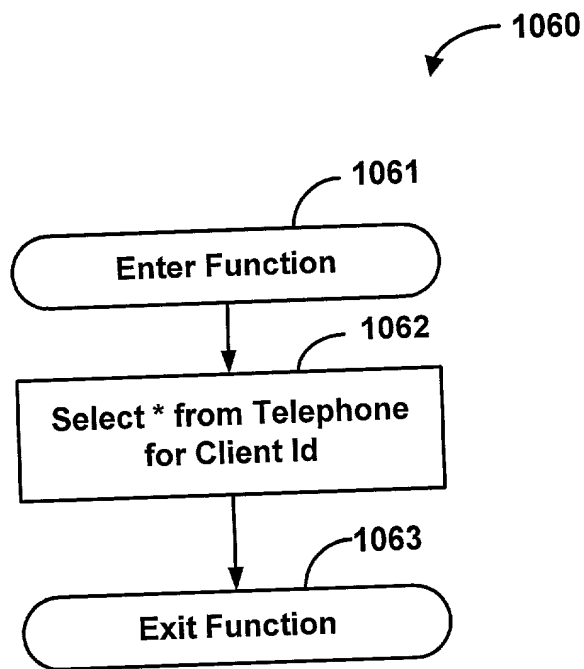 1060
1061
Enter Function
1062
Select * from Telephone
for Client Id
1063
Exit Function